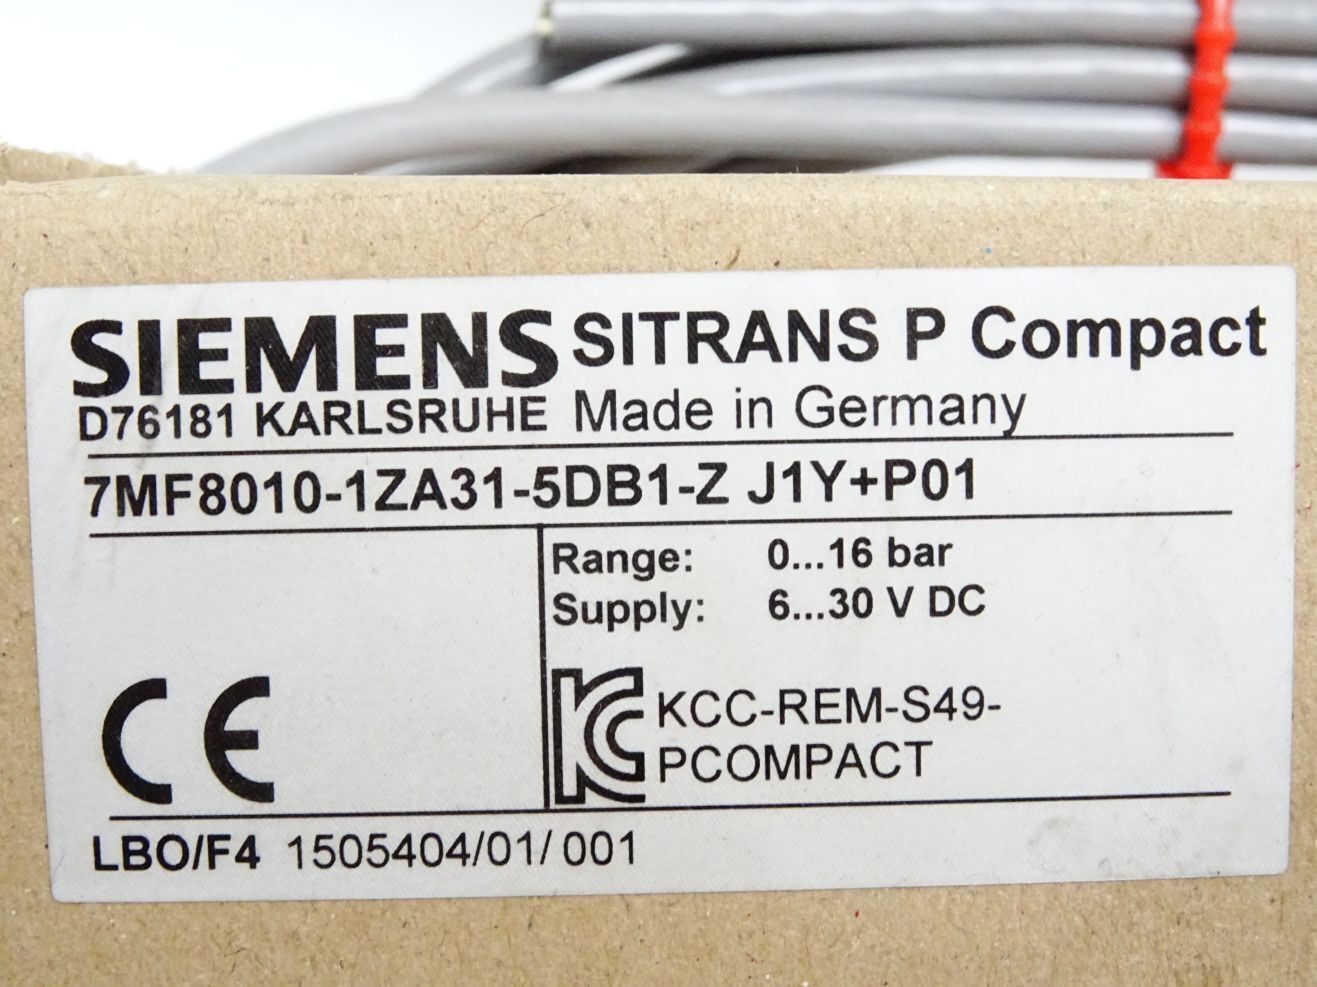 SIEMENS SITRANS P Compact
D76181 KARLSRUHE Made in Germany
7MF8010-1ZA31-5DB1-Z J1Y+P01
Range: 0...16 bar
Supply: 6...30 V DC
CE
KC KCC-REM-S49-
PCOMPACT
LBO/F4 1505404/01/001